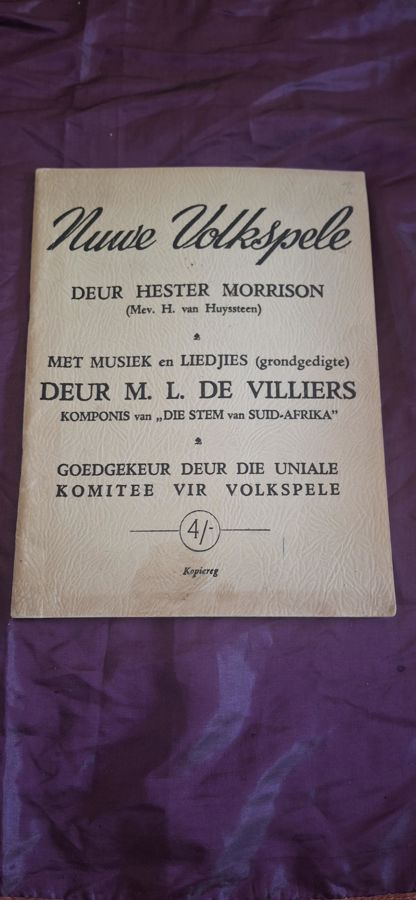 Nuwe Volkspele
DEUR HESTER MORRISON
(Mev. H. van Huyssteen)
MET MUSIEK en LIEDJIES (grondgedigte)
DEUR M. L. DE VILLIERS
KOMPONIS van „DIE STEM van SUID-AFRIKA”
GOEDGEKEUR DEUR DIE UNIALE
KOMITEE VIR VOLKSPELE
4/-
Kopiereg